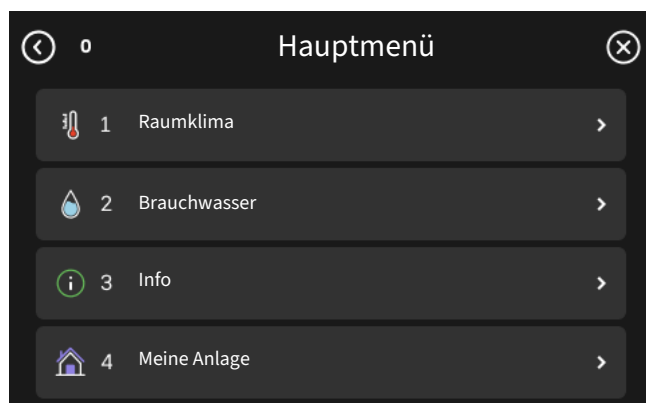 0 Hauptmenü
1 Raumklima
2 Brauchwasser
3 Info
4 Meine Anlage